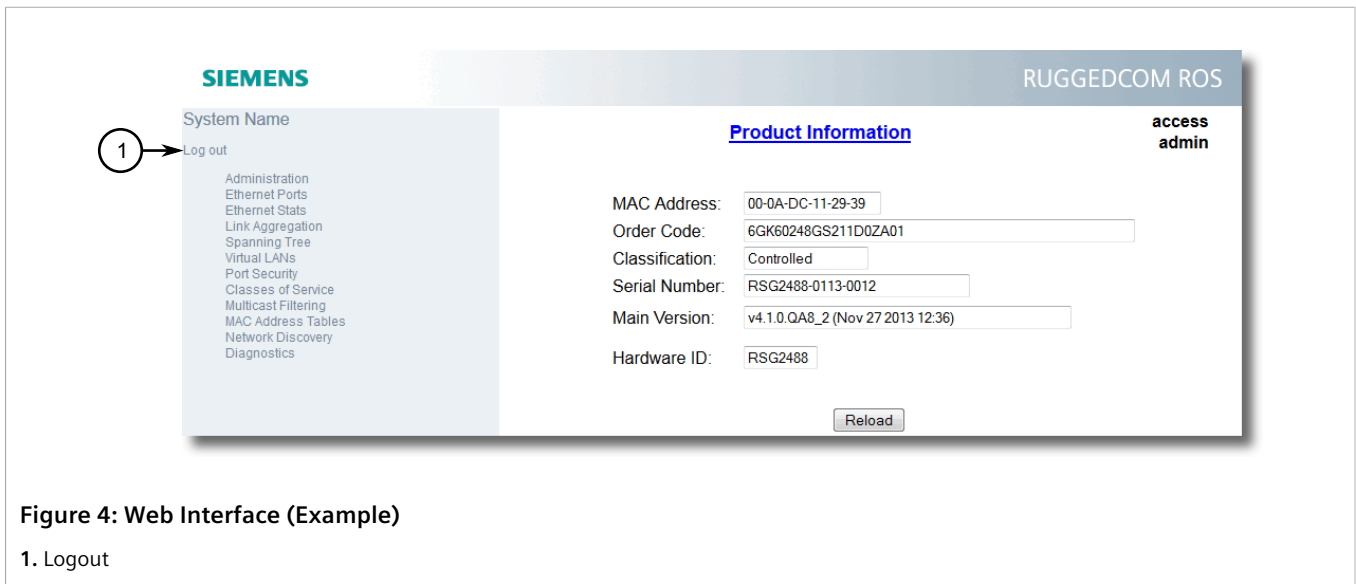 SIEMENS
RUGGEDCOM ROS
System Name
1
Log out
Administration
Ethernet Ports
Ethernet Stats
Link Aggregation
Spanning Tree
Virtual LANs
Port Security
Classes of Service
Multicast Filtering
MAC Address Tables
Network Discovery
Diagnostics
Product Information
access
admin
MAC Address: 00-0A-DC-11-29-39
Order Code: 6GK60248GS211D0ZA01
Classification: Controlled
Serial Number: RSG2488-0113-0012
Main Version: v4.1.0.QA8_2 (Nov 27 2013 12:36)
Hardware ID: RSG2488
Reload
Figure 4: Web Interface (Example)
1. Logout